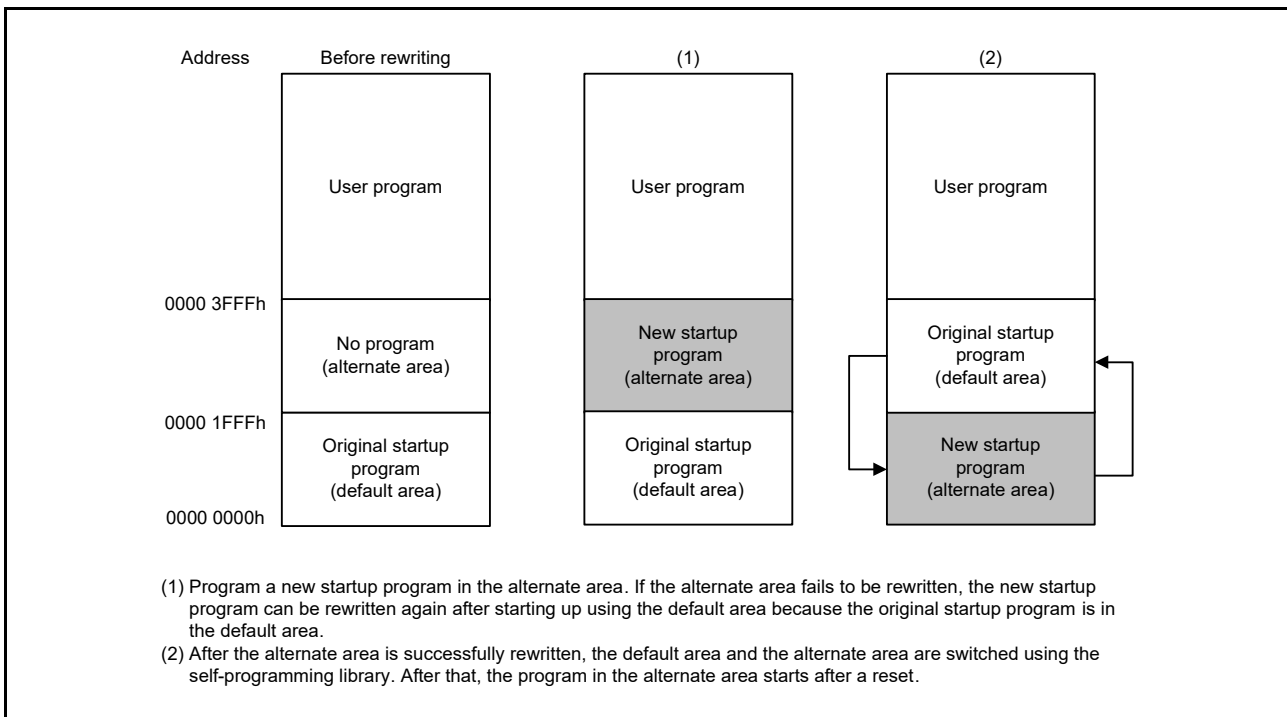 Address Before rewriting (1) (2)
User program User program User program
0000 3FFFh
No program
(alternate area)
New startup
program
(alternate area)
Original startup
program
(default area)
0000 1FFFh
Original startup
program
(default area)
Original startup
program
(default area)
New startup
program
(alternate area)
0000 0000h
(1) Program a new startup program in the alternate area. If the alternate area fails to be rewritten, the new startup
program can be rewritten again after starting up using the default area because the original startup program is in
the default area.
(2) After the alternate area is successfully rewritten, the default area and the alternate area are switched using the
self-programming library. After that, the program in the alternate area starts after a reset.